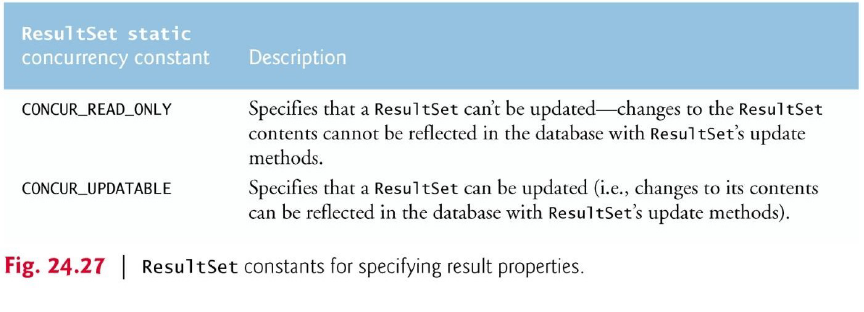 ResultSet static
concurrency constant Description
CONCUR_READ_ONLY Specifies that a ResultSet can’t be updated—changes to the ResultSet
contents cannot be reflected in the database with ResultSet’s update
methods.
CONCUR_UPDATABLE Specifies that a ResultSet can be updated (i.e., changes to its contents
can be reflected in the database with ResultSet’s update methods).
Fig. 24.27 | ResultSet constants for specifying result properties.